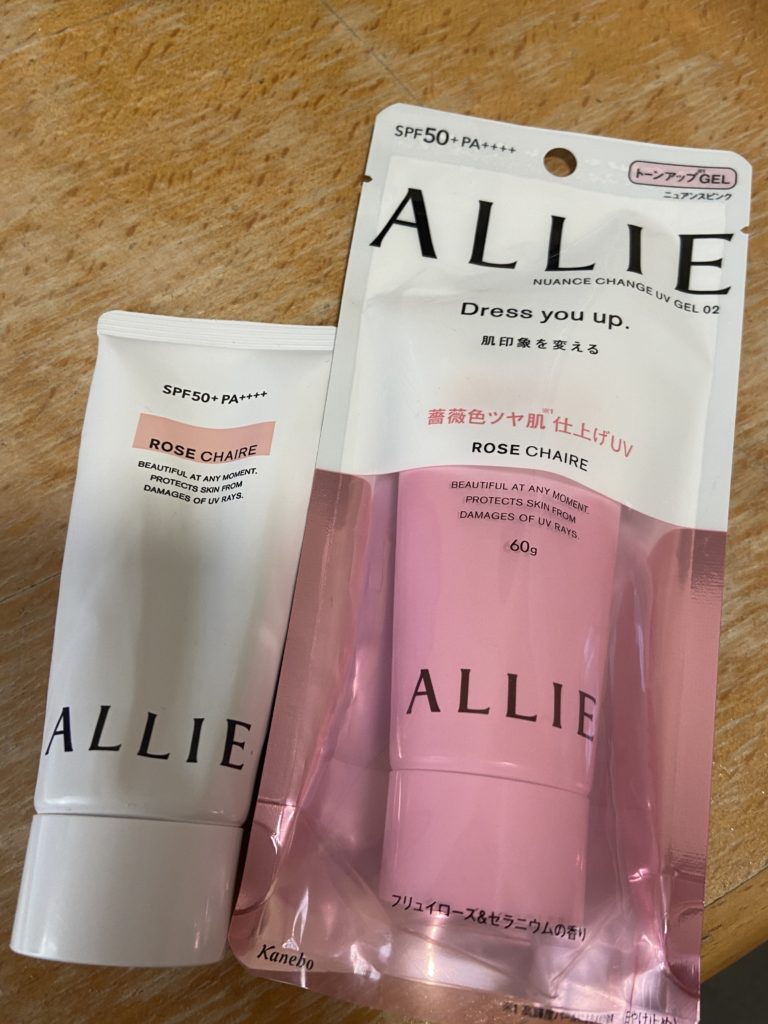 SPF50+PA++++
ROSE CHAIRE
BEAUTIFUL AT ANY MOMENT.
PROTECTS SKIN FROM
DAMAGES OF UV RAYS.
ALLIE
SPF50+PA++++
トーンアップ※1GEL
ニュアンスピンク
ALLIE
NUANCE CHANGE UV GEL 02
Dress you up.
肌印象を変える
薔薇色ツヤ肌※1仕上げUV
ROSE CHAIRE
BEAUTIFUL AT ANY MOMENT.
PROTECTS SKIN FROM
DAMAGES OF UV RAYS.
60g
ALLIE
フリュイローズ&ゼラニウムの香り
Kanebo